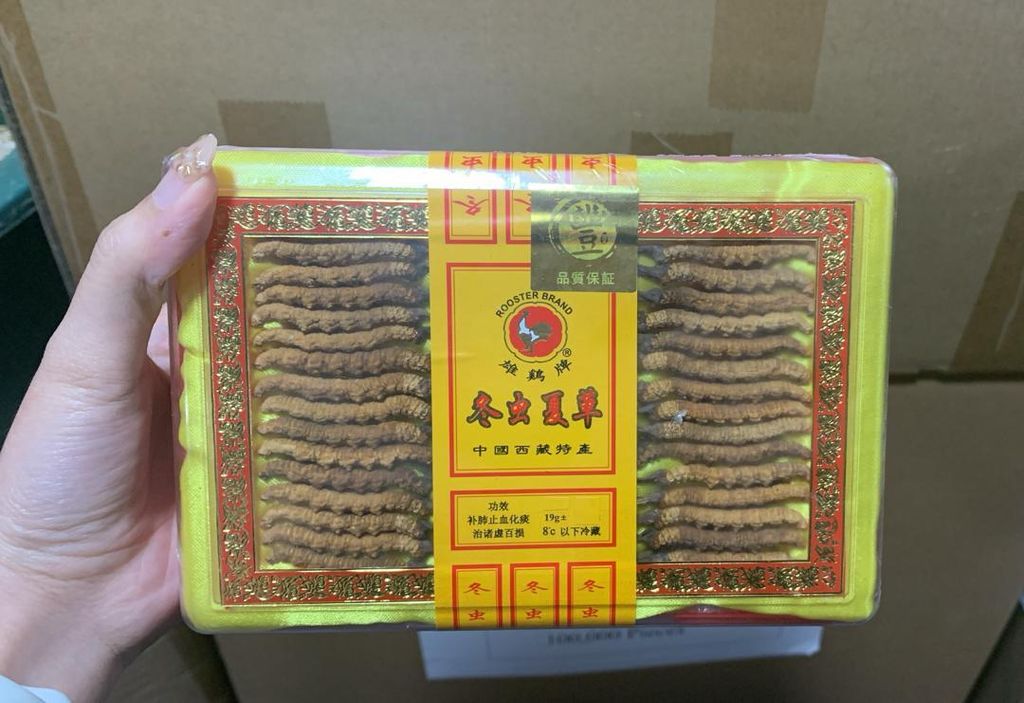 冬 冬
品質保証
ROOSTER BRAND
®
雄鷄牌
冬虫夏草
中國西藏特產
功效
补肺止血化痰 19g±
治诸虚百损 8℃ 以下冷藏
冬虫 冬虫 冬虫